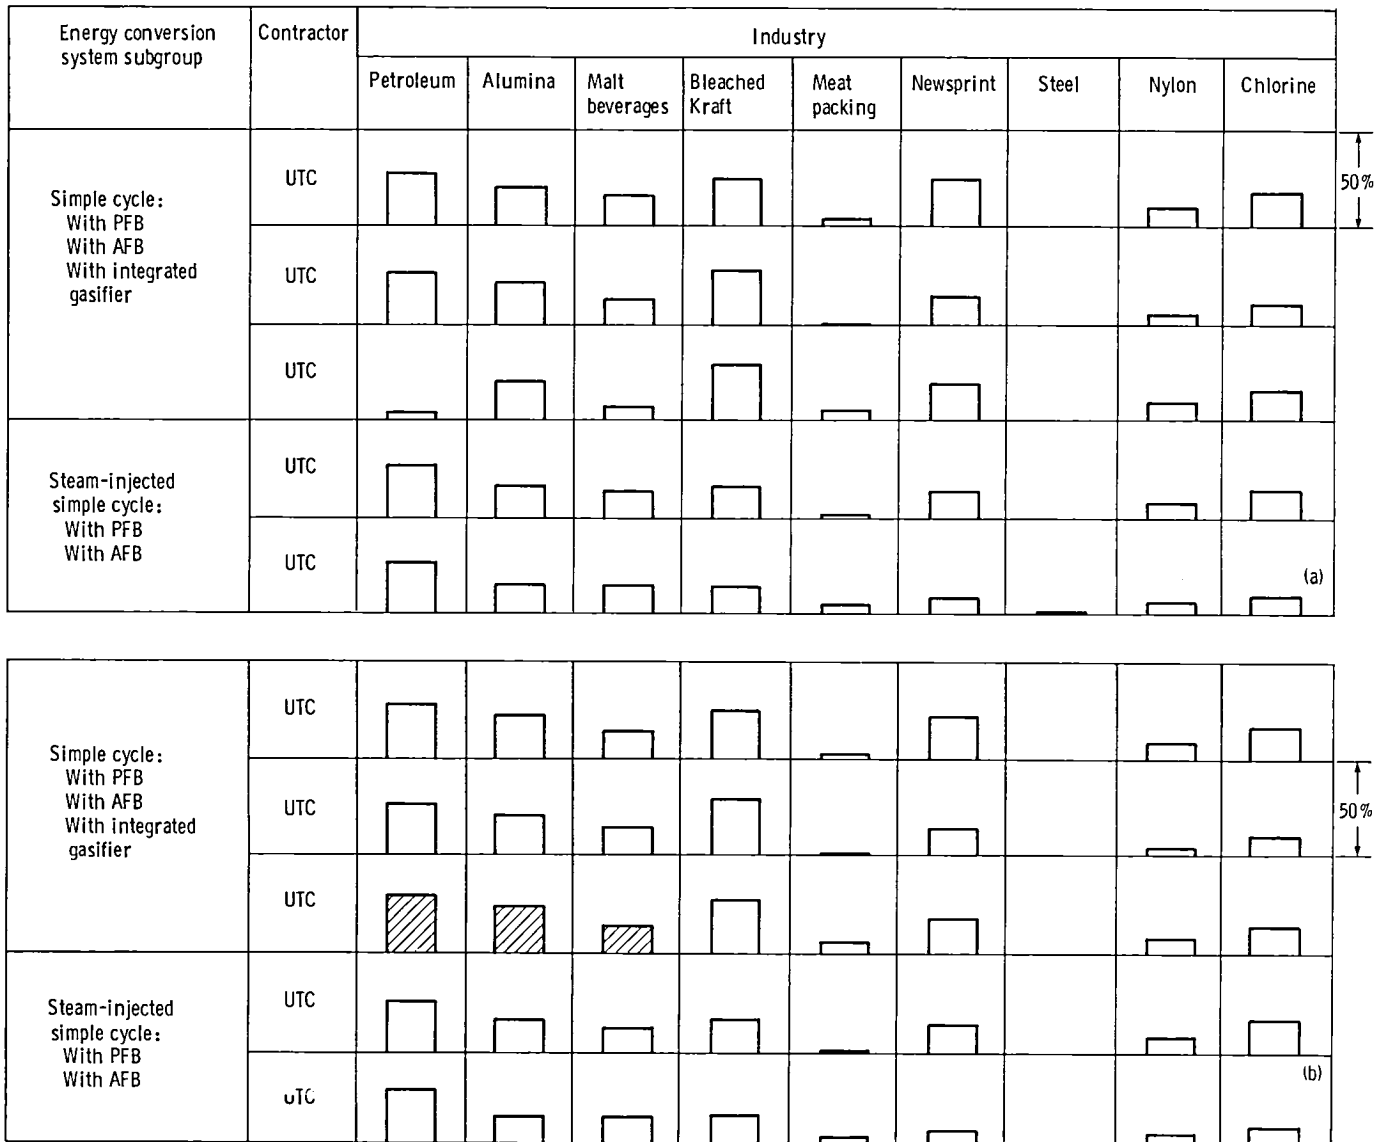 Energy conversion
system subgroup
Contractor
Industry
Petroleum
Alumina
Malt
beverages
Bleached
Kraft
Meat
packing
Newsprint
Steel
Nylon
Chlorine
Simple cycle:
With PFB
With AFB
With integrated
gasifier
UTC
50%
UTC
UTC
Steam-injected
simple cycle:
With PFB
With AFB
UTC
UTC
(a)
Simple cycle:
With PFB
With AFB
With integrated
gasifier
UTC
UTC
50%
UTC
Steam-injected
simple cycle:
With PFB
With AFB
UTC
UTC
(b)